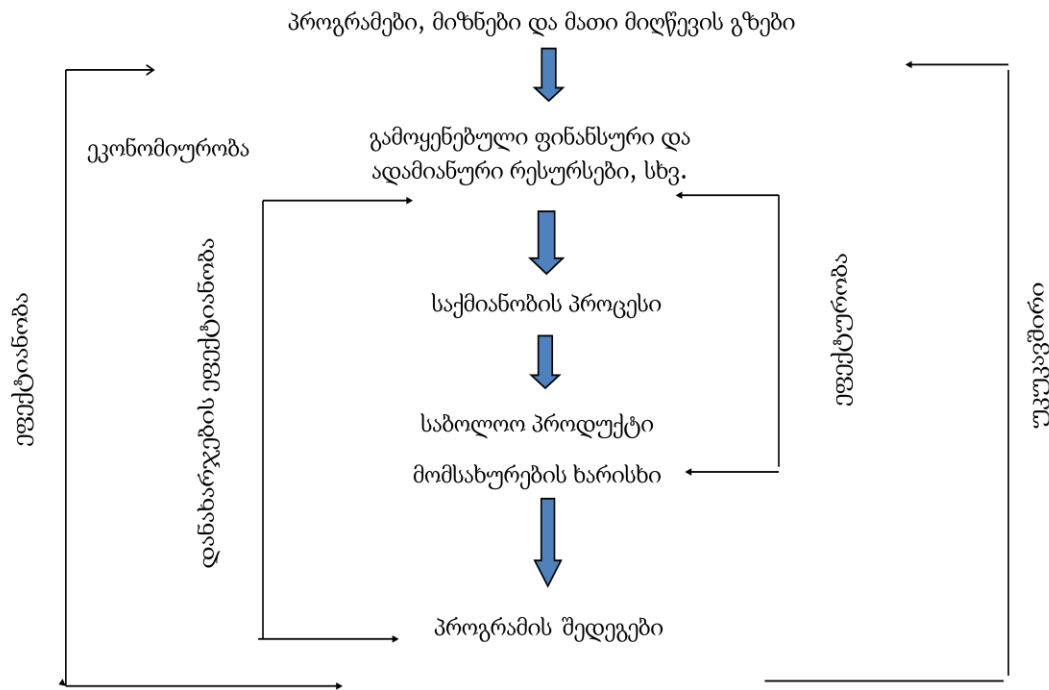 პროგრამები, მიზნები და მათი მიღწევის გზები
ეკონომიურობა
გამოყენებული ფინანსური და
ადამიანური რესურსები, სხვ.
ეფექტიანობა
დანახარჯების ეფექტიანობა
საქმიანობის პროცესი
ეფექტურობა
უკუკავშირი
საბოლოო პროდუქტი
მომსახურების ხარისხი
პროგრამის შედეგები